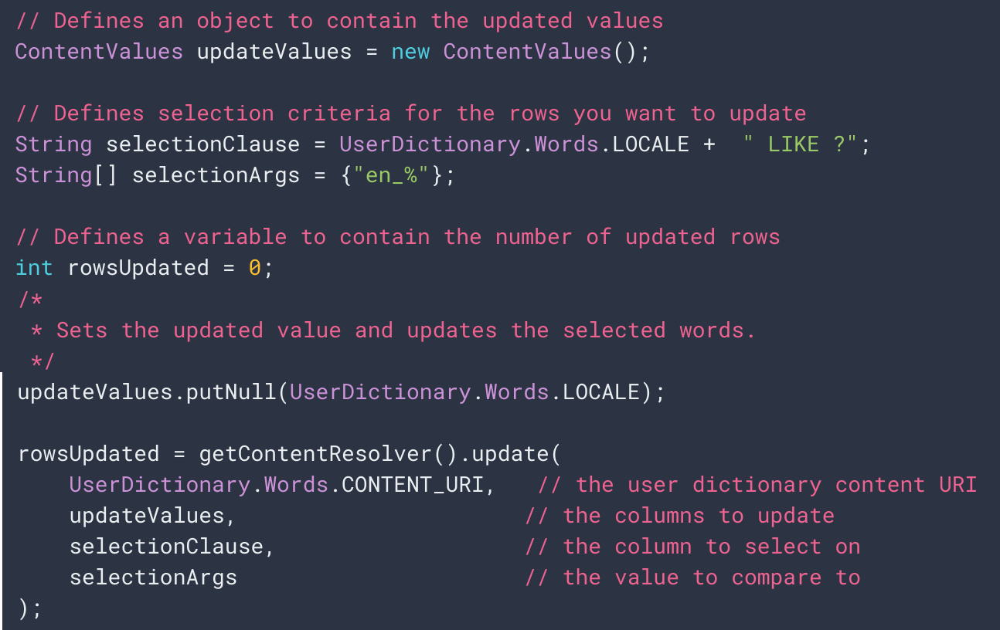 // Defines an object to contain the updated values
ContentValues updateValues = new ContentValues();
// Defines selection criteria for the rows you want to update
String selectionClause = UserDictionary.Words.LOCALE +  " LIKE ?";
String[] selectionArgs = {"en_%"};
// Defines a variable to contain the number of updated rows
int rowsUpdated = 0;
/*
 * Sets the updated value and updates the selected words.
 */
updateValues.putNull(UserDictionary.Words.LOCALE);
rowsUpdated = getContentResolver().update(
    UserDictionary.Words.CONTENT_URI,   // the user dictionary content URI
    updateValues,                      // the columns to update
    selectionClause,                   // the column to select on
    selectionArgs                      // the value to compare to
);